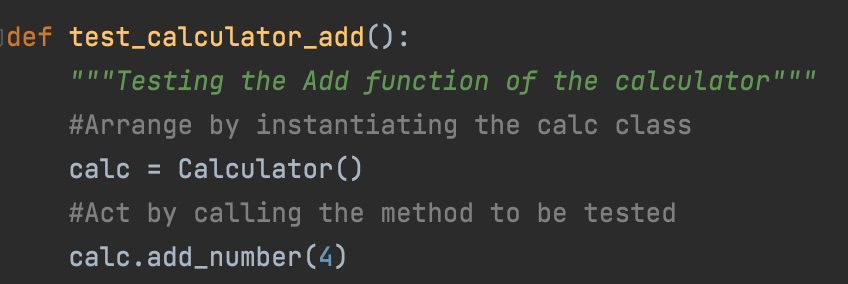 def test_calculator_add():
    """Testing the Add function of the calculator"""
    #Arrange by instantiating the calc class
    calc = Calculator()
    #Act by calling the method to be tested
    calc.add_number(4)